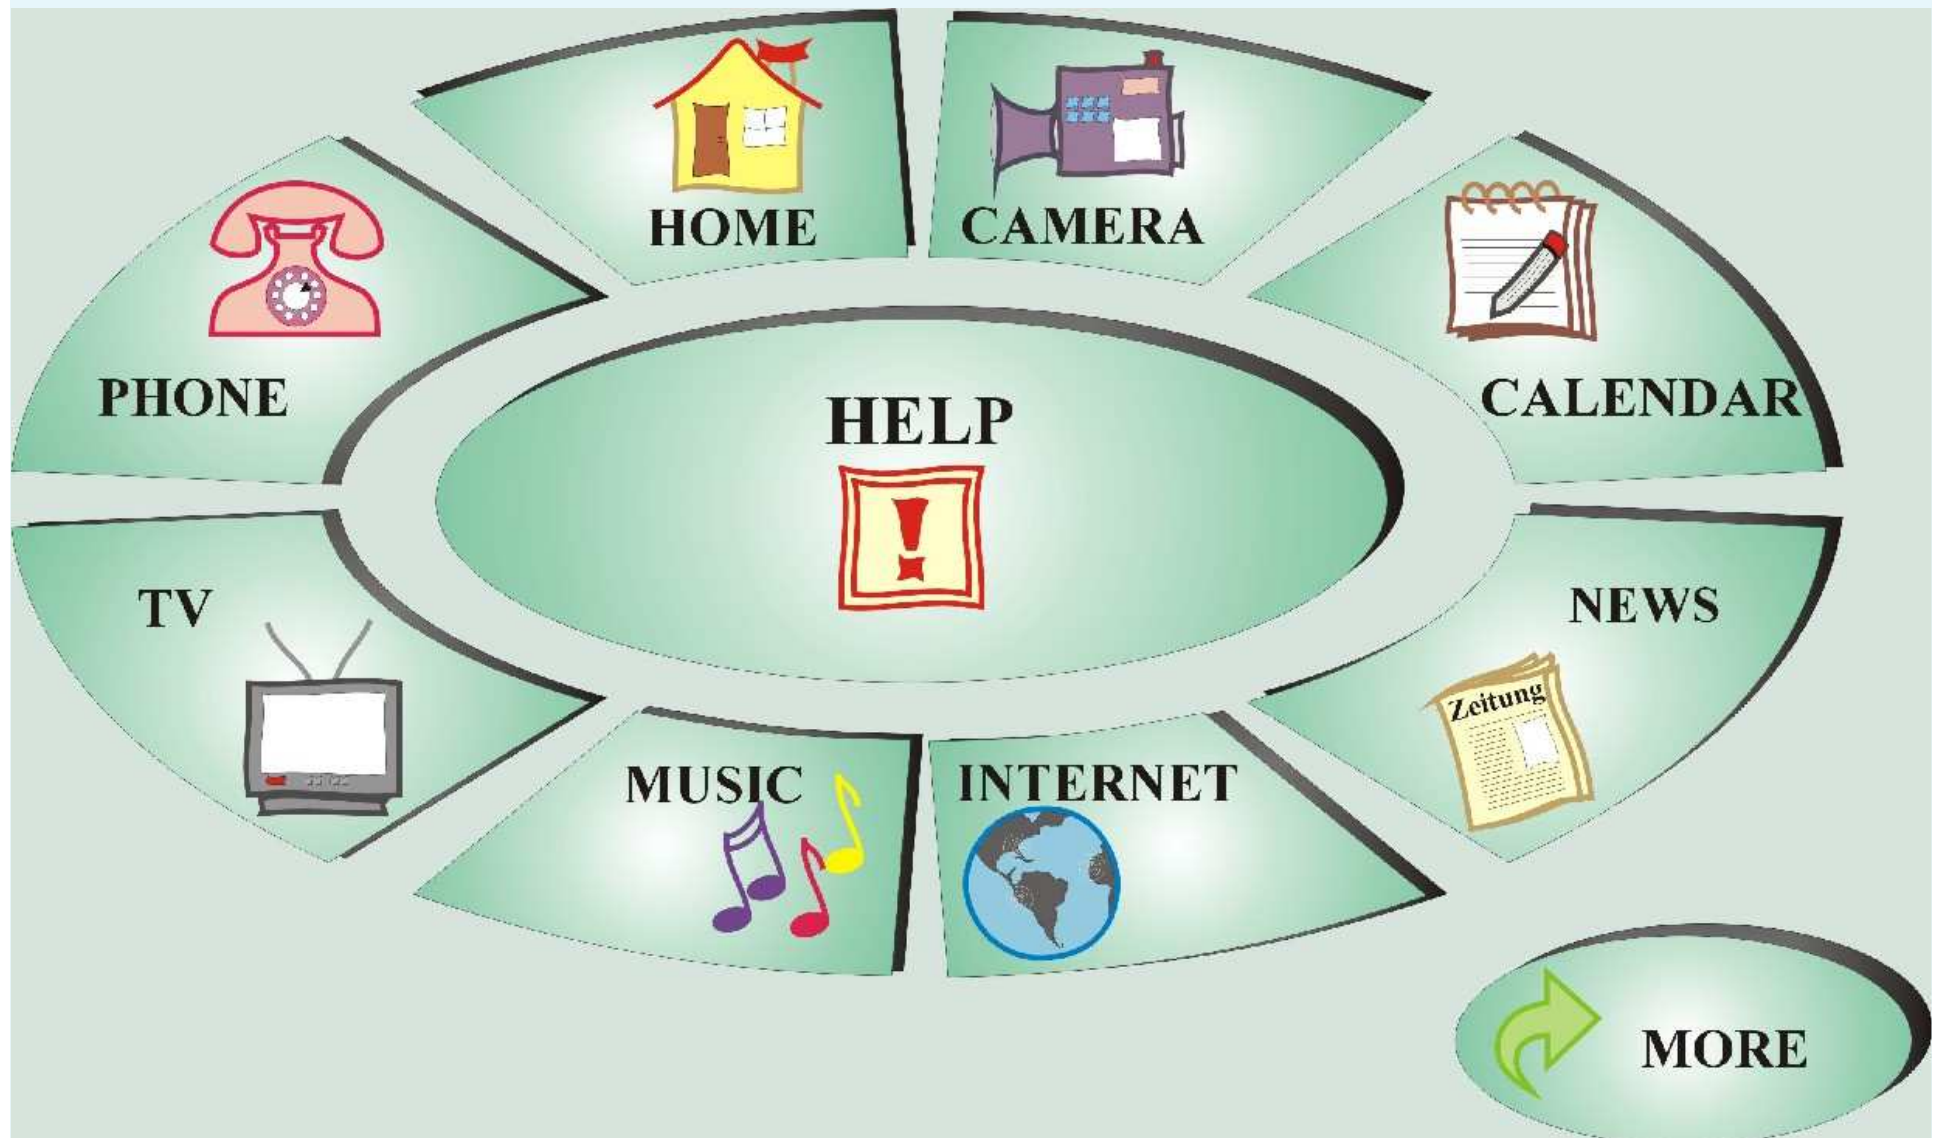 HOME
CAMERA
PHONE
CALENDAR
HELP
!
TV
NEWS
Zeitung
MUSIC
INTERNET
MORE